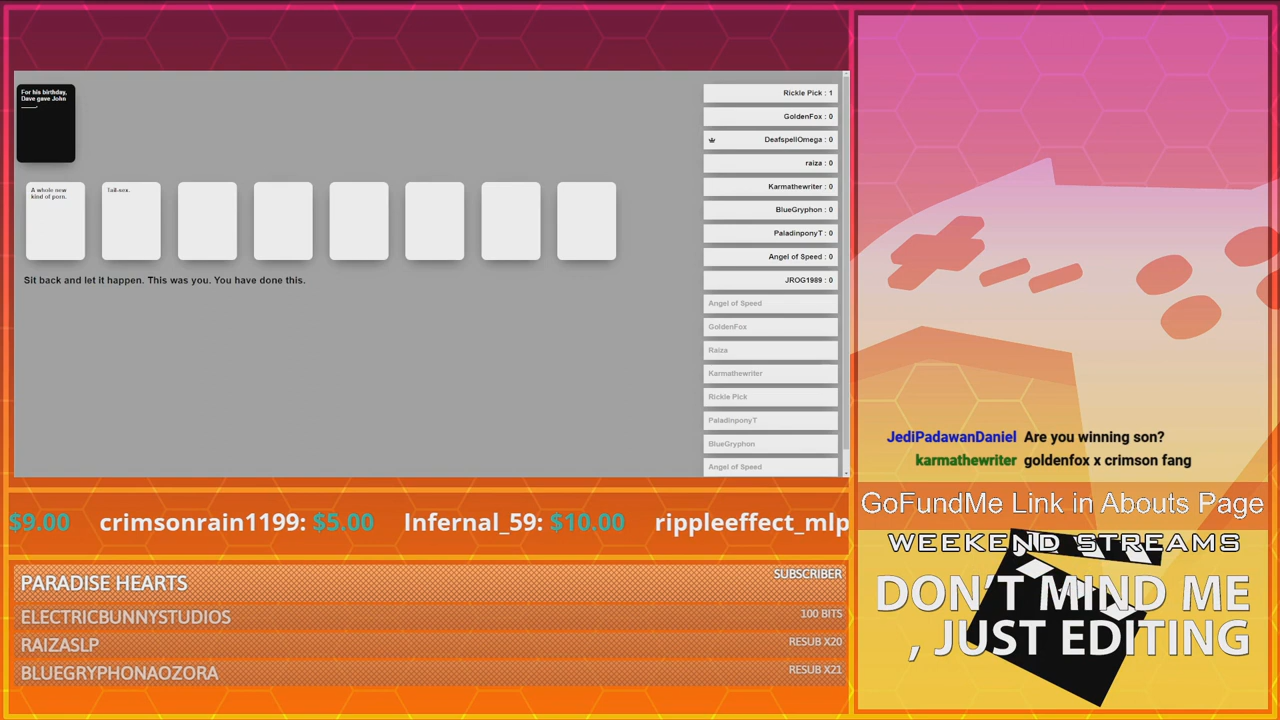 For his birthday,
Dave gave John
____.
A whole new
kind of porn.
Tail-sex.
Sit back and let it happen. This was you. You have done this.
Rickle Pick : 1
GoldenFox : 0
DeafspellOmega : 0
raiza : 0
Karmathewriter : 0
BlueGryphon : 0
PaladinponyT : 0
Angel of Speed : 0
JROG1989 : 0
Angel of Speed
GoldenFox
Raiza
Karmathewriter
Rickle Pick
PaladinponyT
BlueGryphon
Angel of Speed
JediPadawanDaniel Are you winning son?
karmathewriter goldenfox x crimson fang
GoFundMe Link in Abouts Page
WEEKEND STREAMS
DON'T MIND ME
, JUST EDITING
$9.00 crimsonrain1199: $5.00 Infernal_59: $10.00 rippleeffect_mlp
PARADISE HEARTS SUBSCRIBER
ELECTRICBUNNYSTUDIOS 100 BITS
RAIZASLP RESUB X20
BLUEGRYPHONAOZORA RESUB X21